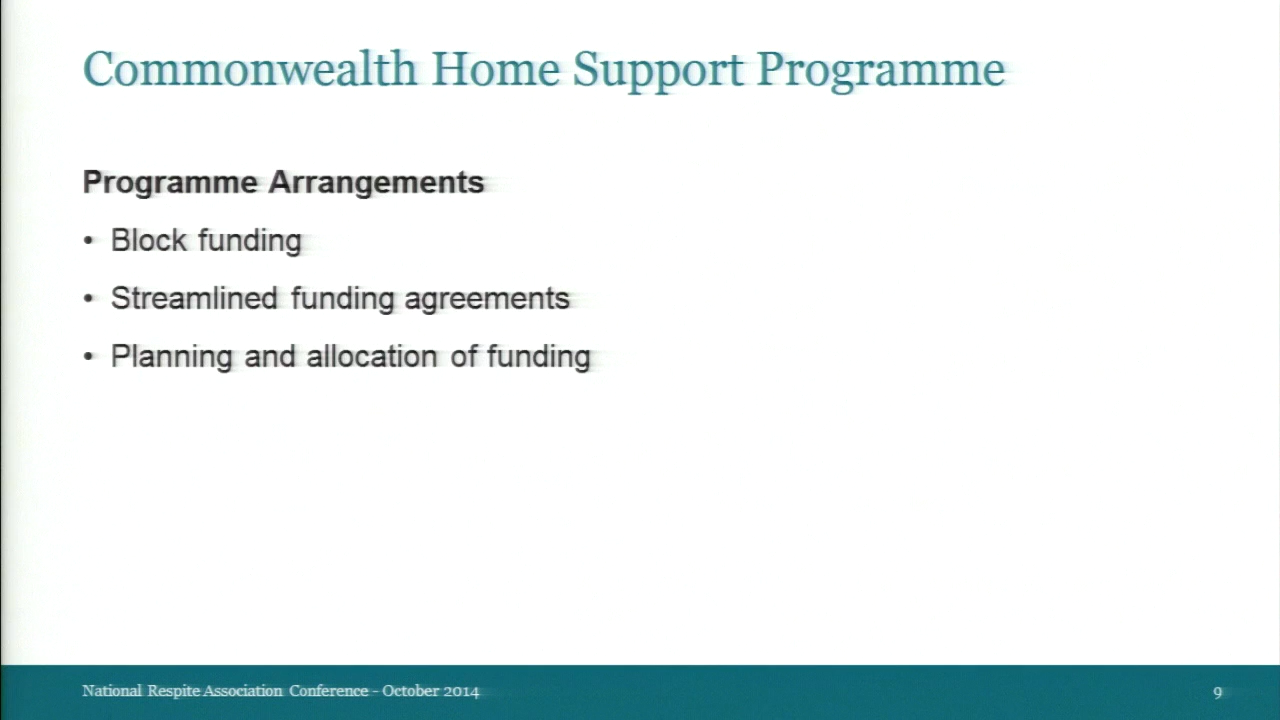 Commonwealth Home Support Programme
Programme Arrangements
• Block funding
• Streamlined funding agreements
• Planning and allocation of funding
National Respite Association Conference - October 2014
9